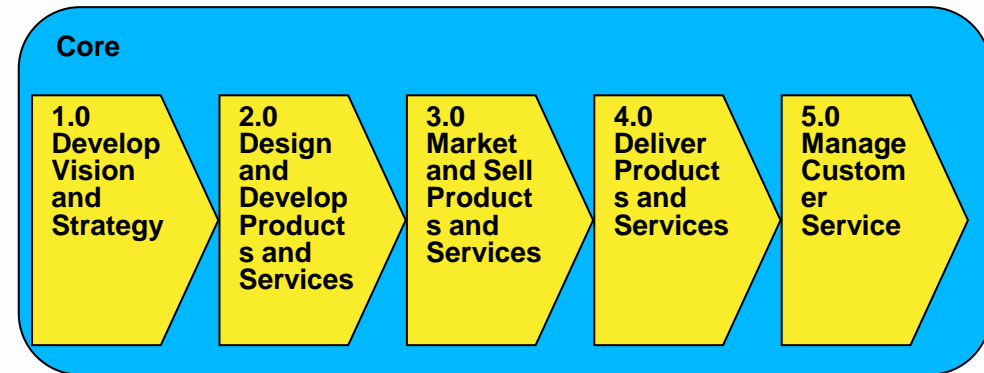 Core
1.0
Develop
Vision
and
Strategy
2.0
Design
and
Develop
Product
s and
Services
3.0
Market
and Sell
Product
s and
Services
4.0
Deliver
Product
s and
Services
5.0
Manage
Custom
er
Service